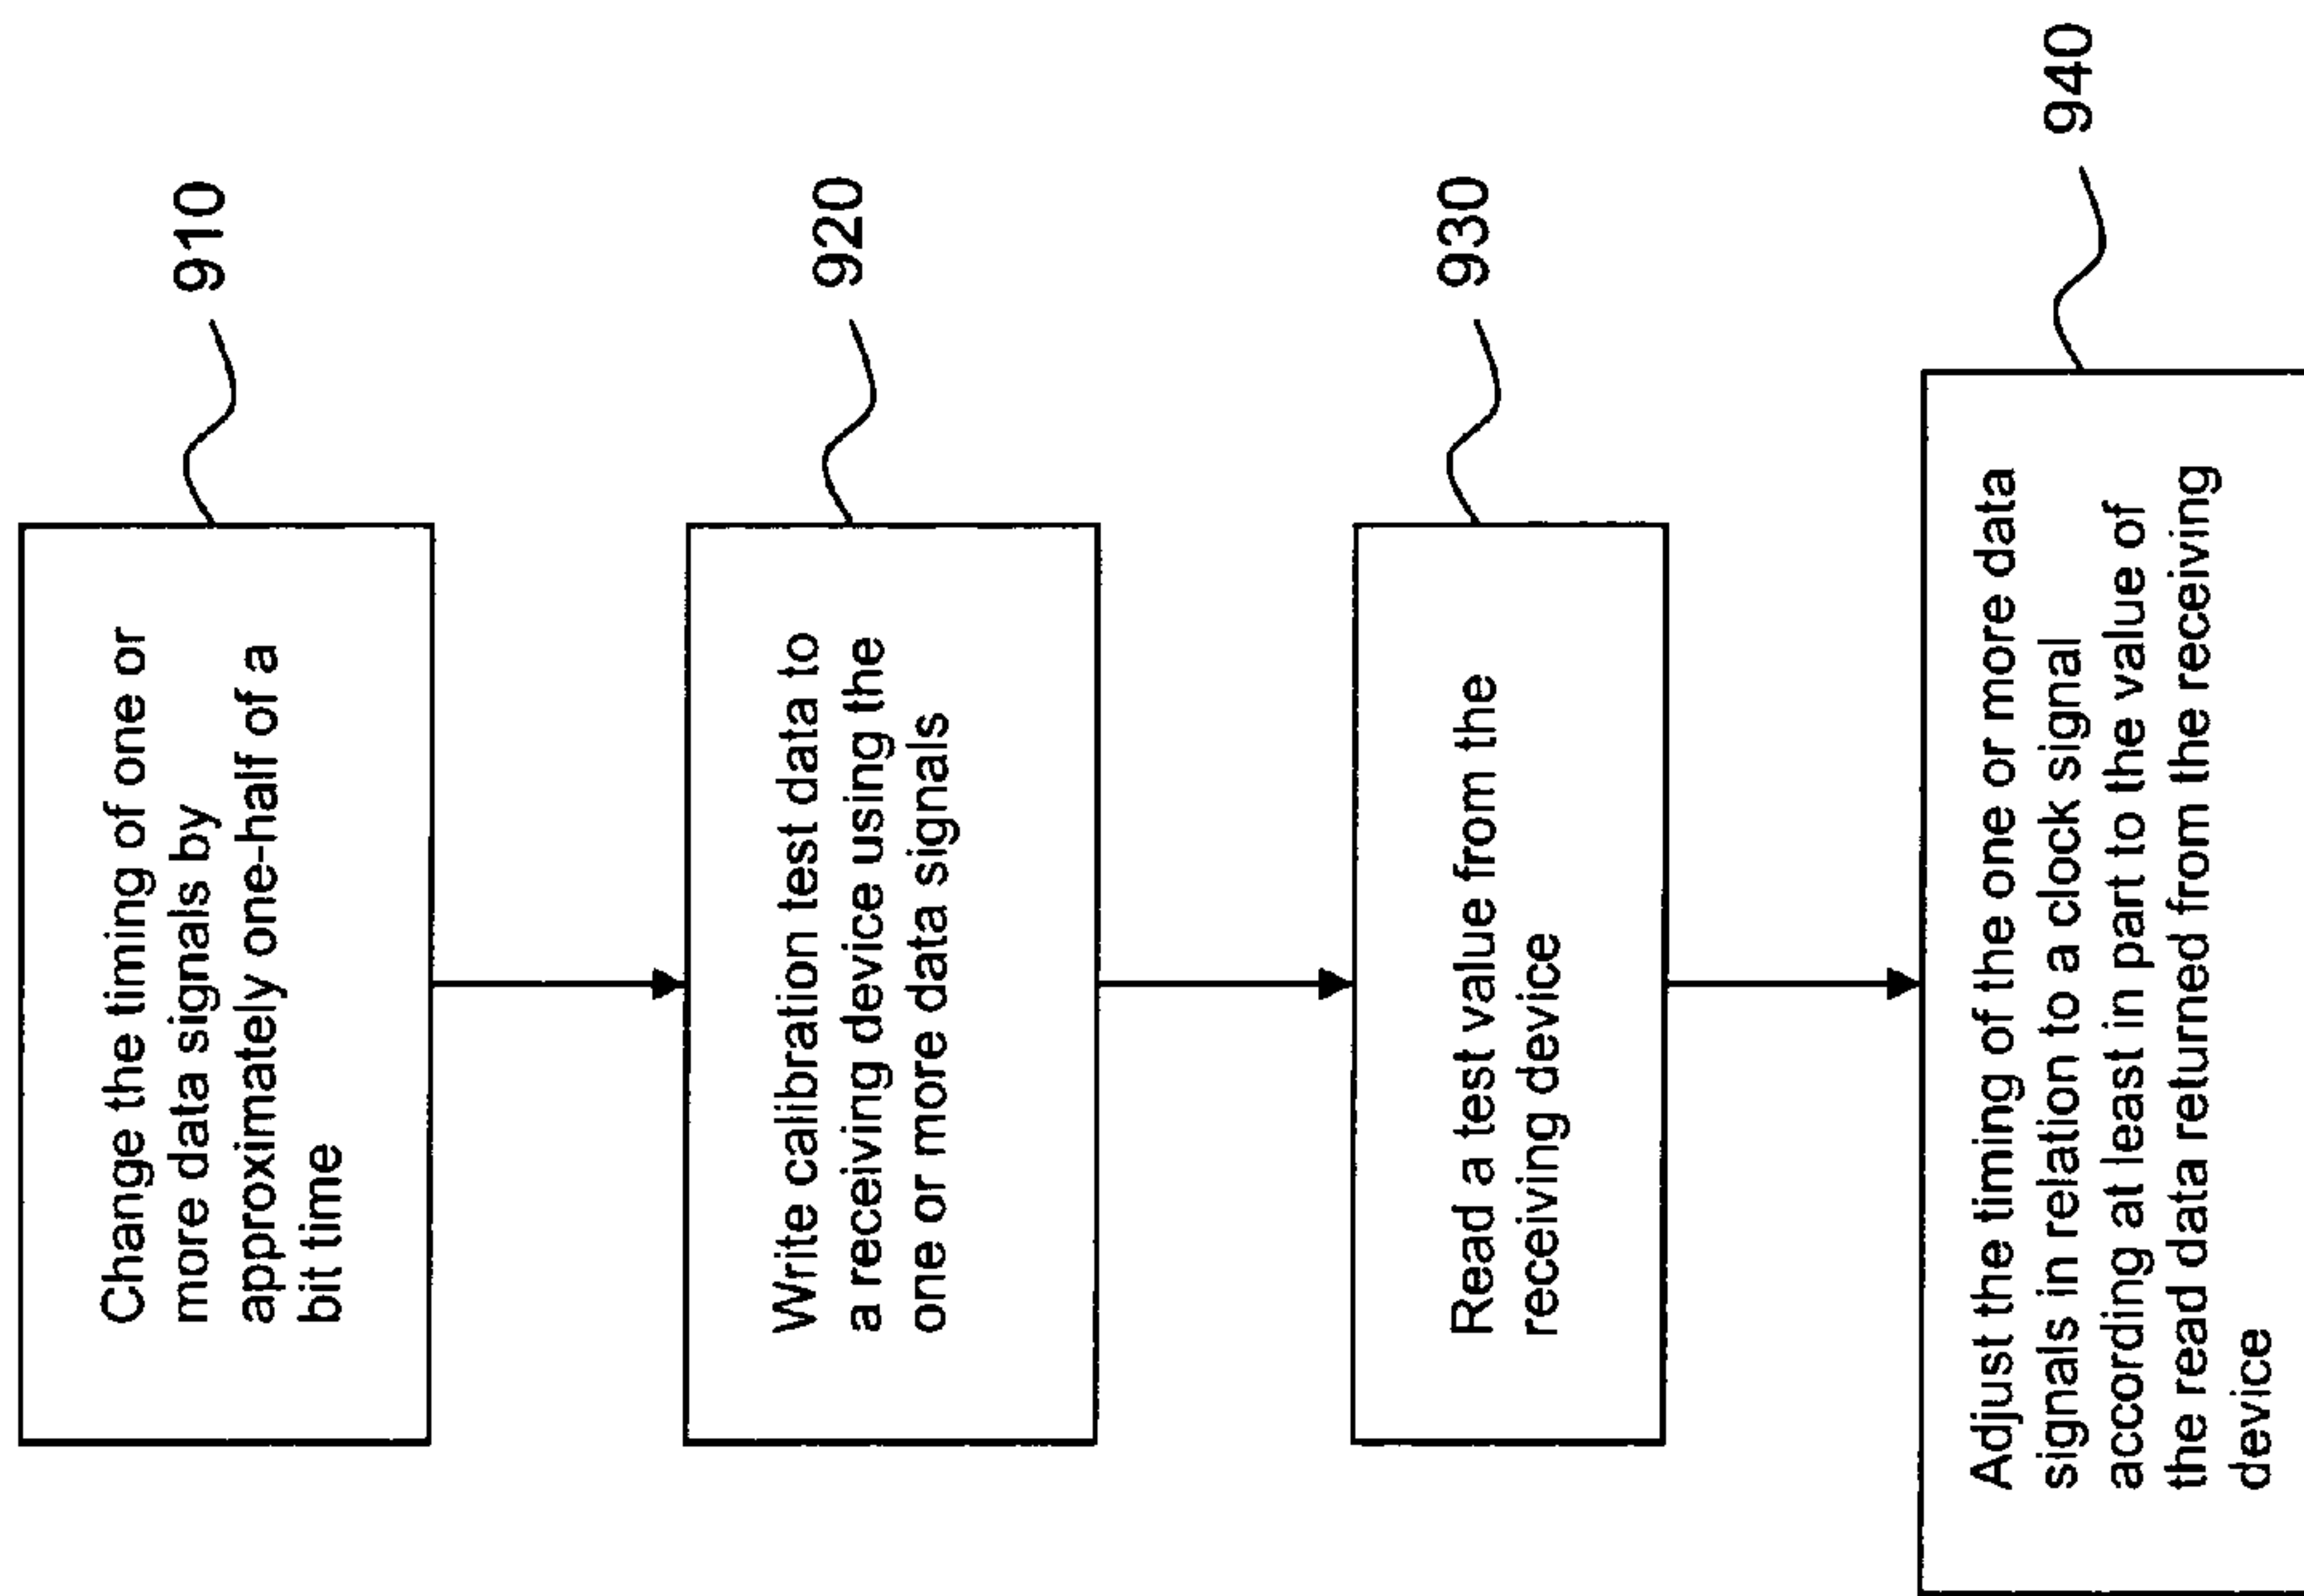 Change the timing of one or
more data signals by
approximately one-half of a
bit time
910
Write calibration test data to
a receiving device using the
one or more data signals
920
Read a test value from the
receiving device
930
Adjust the timing of the one or more data
signals in relation to a clock signal
according at least in part to the value of
the read data returned from the receiving
device
940